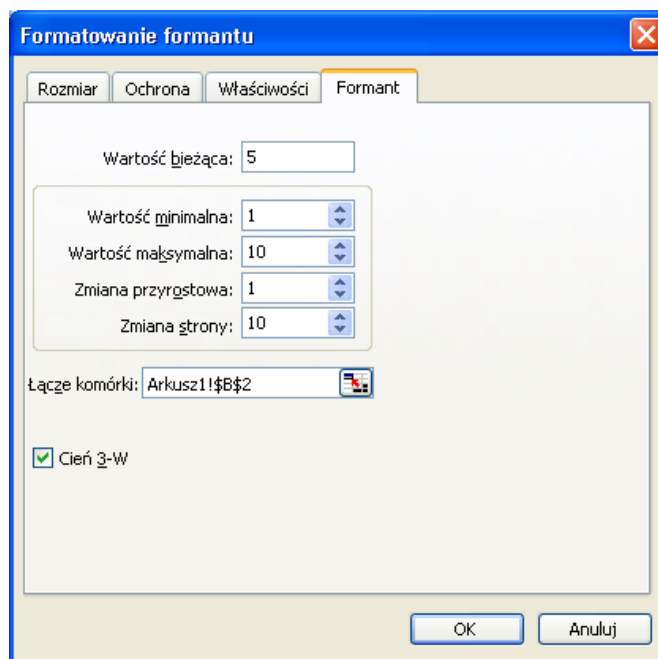 Formatowanie formantu
Rozmiar Ochrona Właściwości Formant
Wartość bieżąca: 5
Wartość minimalna: 1
Wartość maksymalna: 10
Zmiana przyrostowa: 1
Zmiana strony: 10
Łącze komórki: Arkusz1!$B$2
Cień 3-W
OK Anuluj